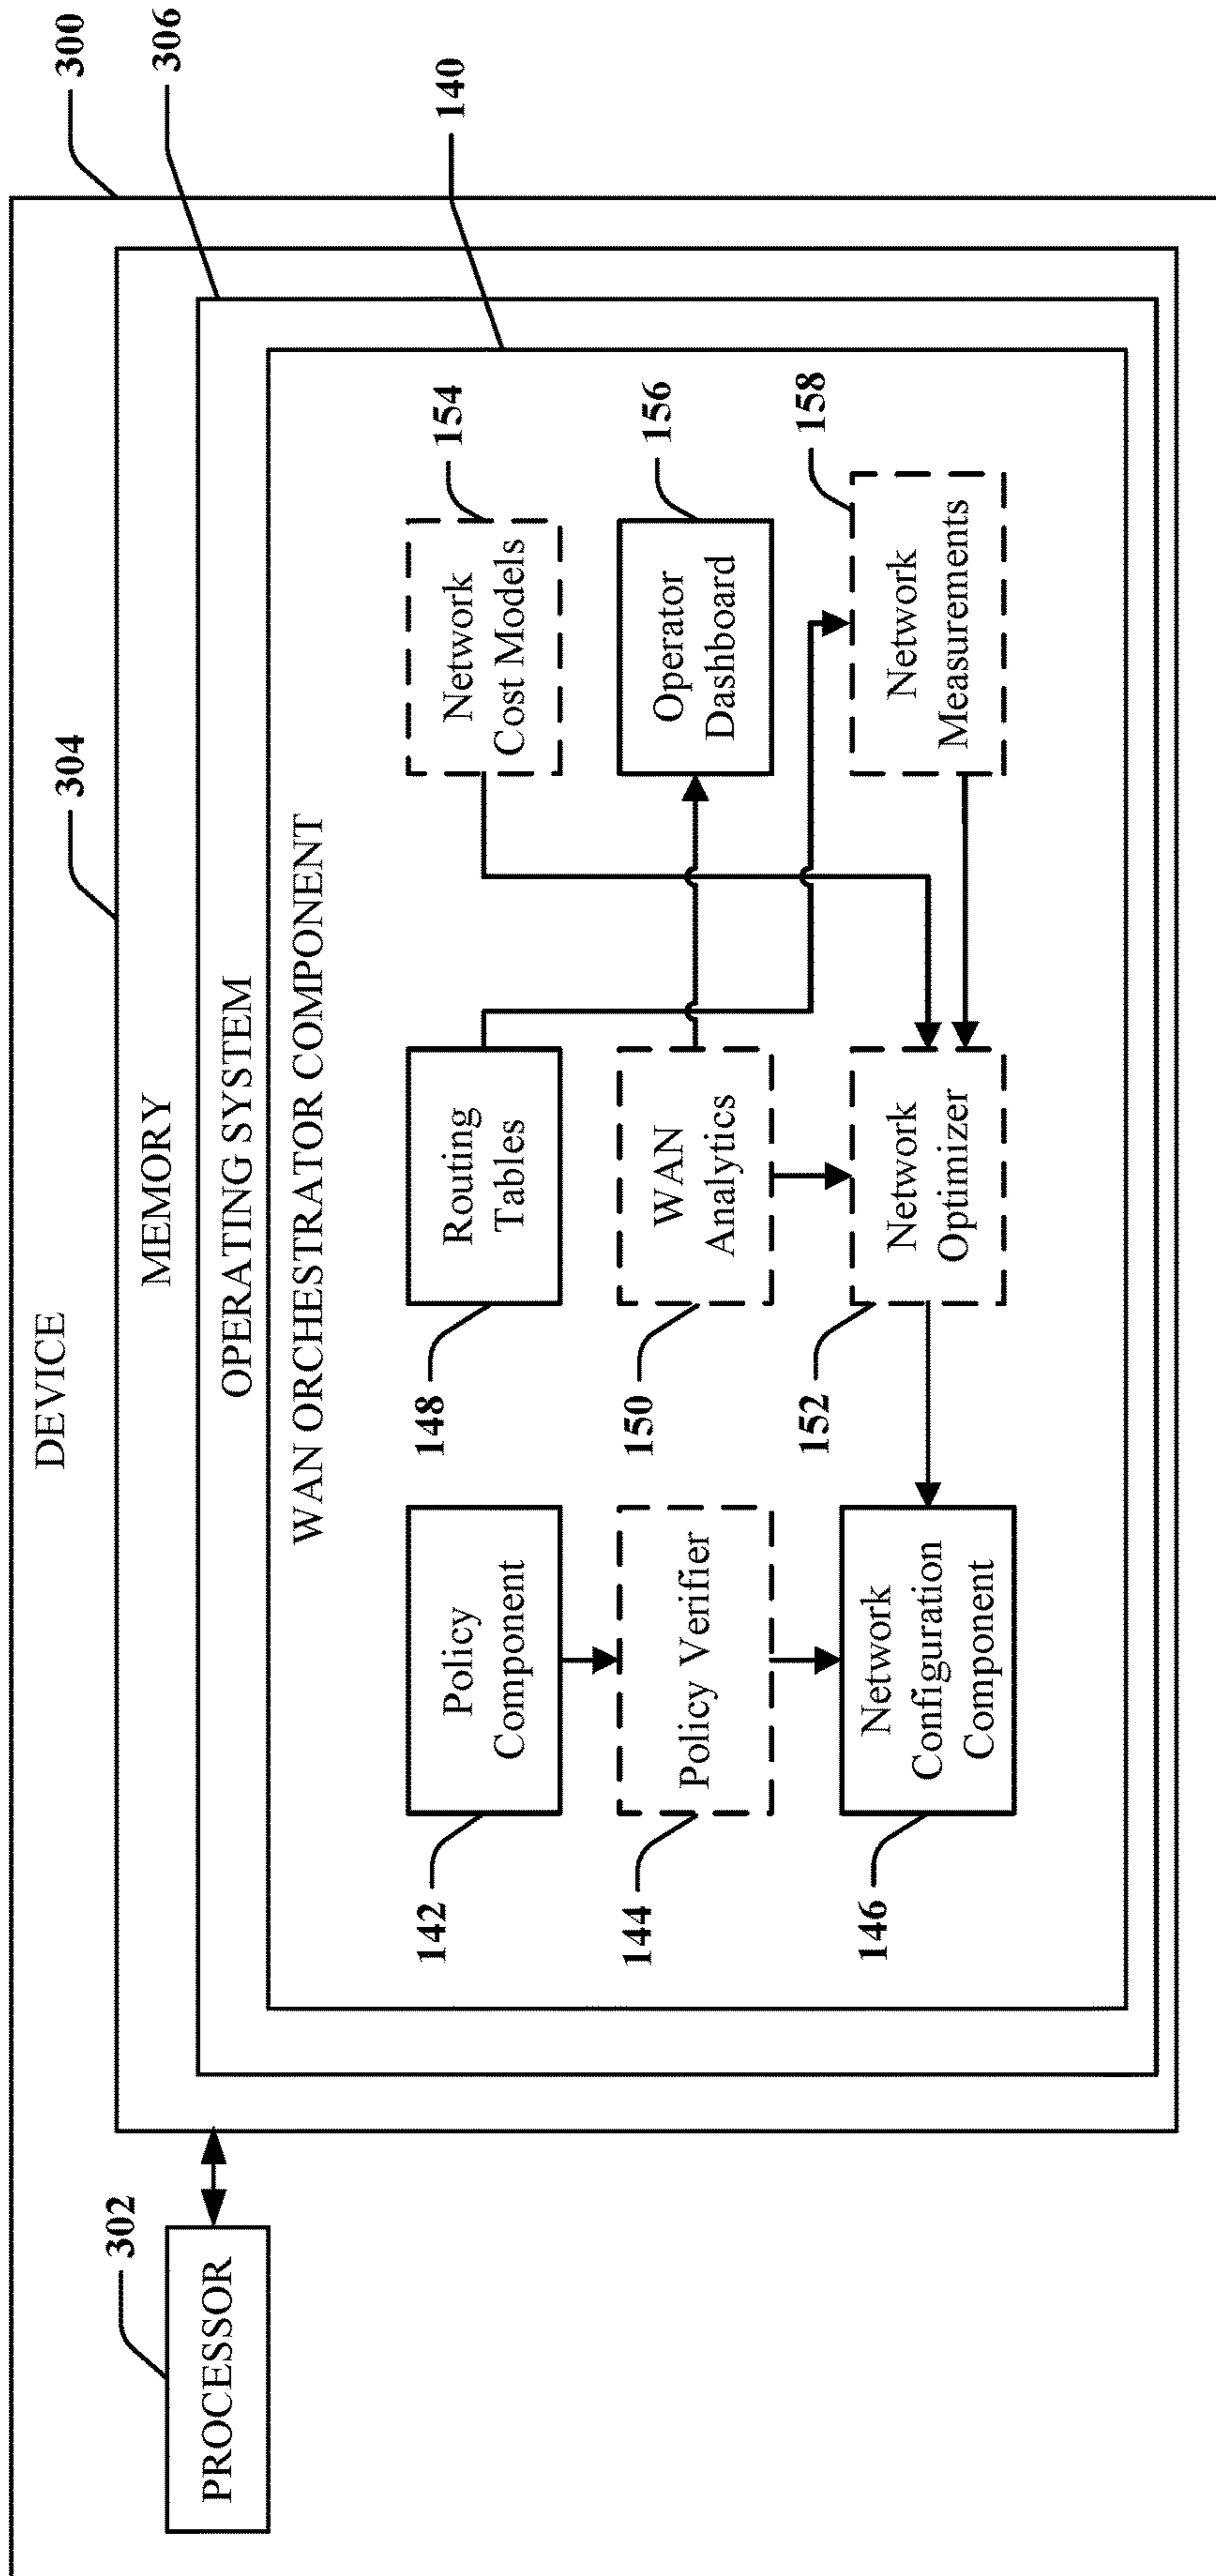 DEVICE
300
304
MEMORY
306
302
PROCESSOR
OPERATING SYSTEM
WAN ORCHESTRATOR COMPONENT
140
142
Policy
Component
148
Routing
Tables
Network
Cost Models
154
144
Policy Verifier
150
WAN
Analytics
Operator
Dashboard
156
146
Network
Configuration
Component
152
Network
Optimizer
Network
Measurements
158